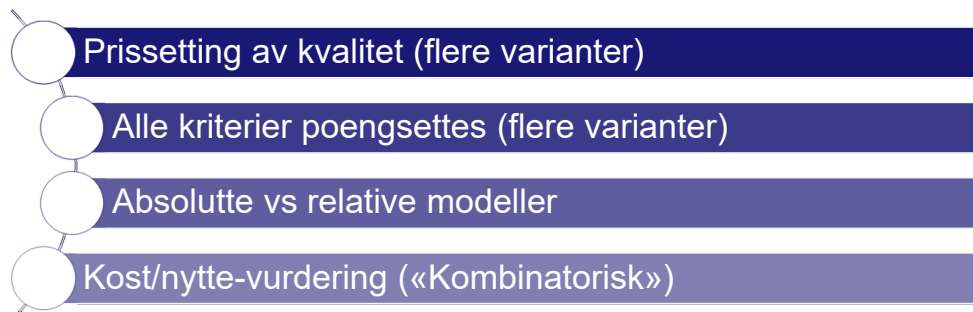 Prissetting av kvalitet (flere varianter)
Alle kriterier poengsettes (flere varianter)
Absolutte vs relative modeller
Kost/nytte-vurdering («Kombinatorisk»)